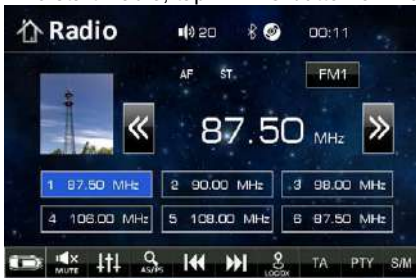 Radio 20 00:11
AF ST FM1
87.50 MHz
1 87.50 MHz 2 90.00 MHz 3 98.00 MHz
4 106.00 MHz 5 108.00 MHz 6 87.50 MHz
MUTE AS/PS LOC/DX TA PTY S/M